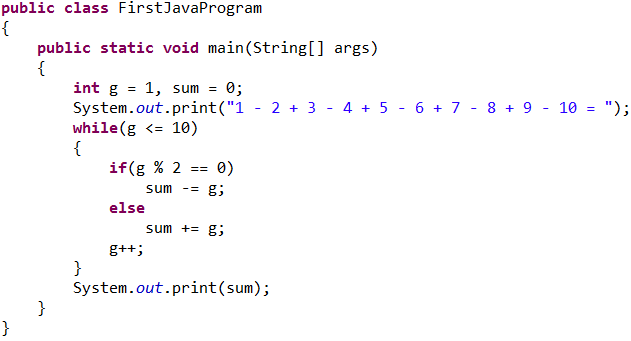 public class FirstJavaProgram
{
    public static void main(String[] args)
    {
        int g = 1, sum = 0;
        System.out.print("1 - 2 + 3 - 4 + 5 - 6 + 7 - 8 + 9 - 10 = ");
        while(g <= 10)
        {
            if(g % 2 == 0)
                sum -= g;
            else
                sum += g;
            g++;
        }
        System.out.print(sum);
    }
}